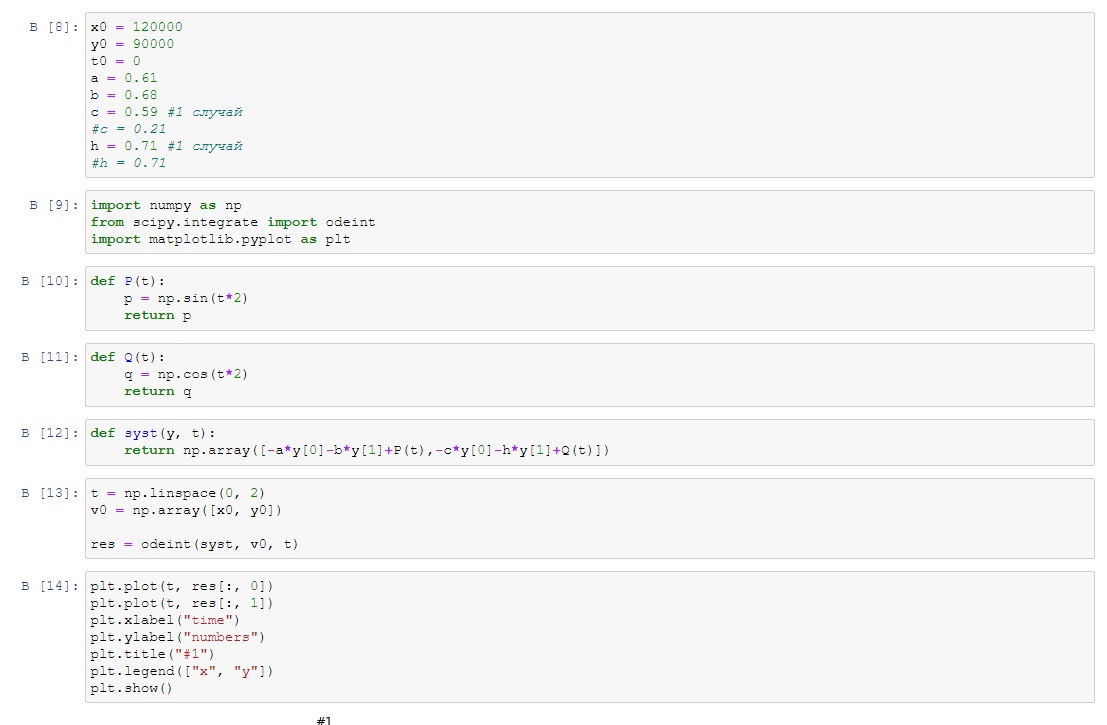 В [8]: x0 = 120000
y0 = 90000
t0 = 0
a = 0.61
b = 0.68
c = 0.59 #1 случай
#c = 0.21
h = 0.71 #1 случай
#h = 0.71
В [9]: import numpy as np
from scipy.integrate import odeint
import matplotlib.pyplot as plt
В [10]: def P(t):
    p = np.sin(t*2)
    return p
В [11]: def Q(t):
    q = np.cos(t*2)
    return q
В [12]: def syst(y, t):
    return np.array([-a*y[0]-b*y[1]+P(t),-c*y[0]-h*y[1]+Q(t)])
В [13]: t = np.linspace(0, 2)
v0 = np.array([x0, y0])
res = odeint(syst, v0, t)
В [14]: plt.plot(t, res[:, 0])
plt.plot(t, res[:, 1])
plt.xlabel("time")
plt.ylabel("numbers")
plt.title("#1")
plt.legend(["x", "y"])
plt.show()
#1